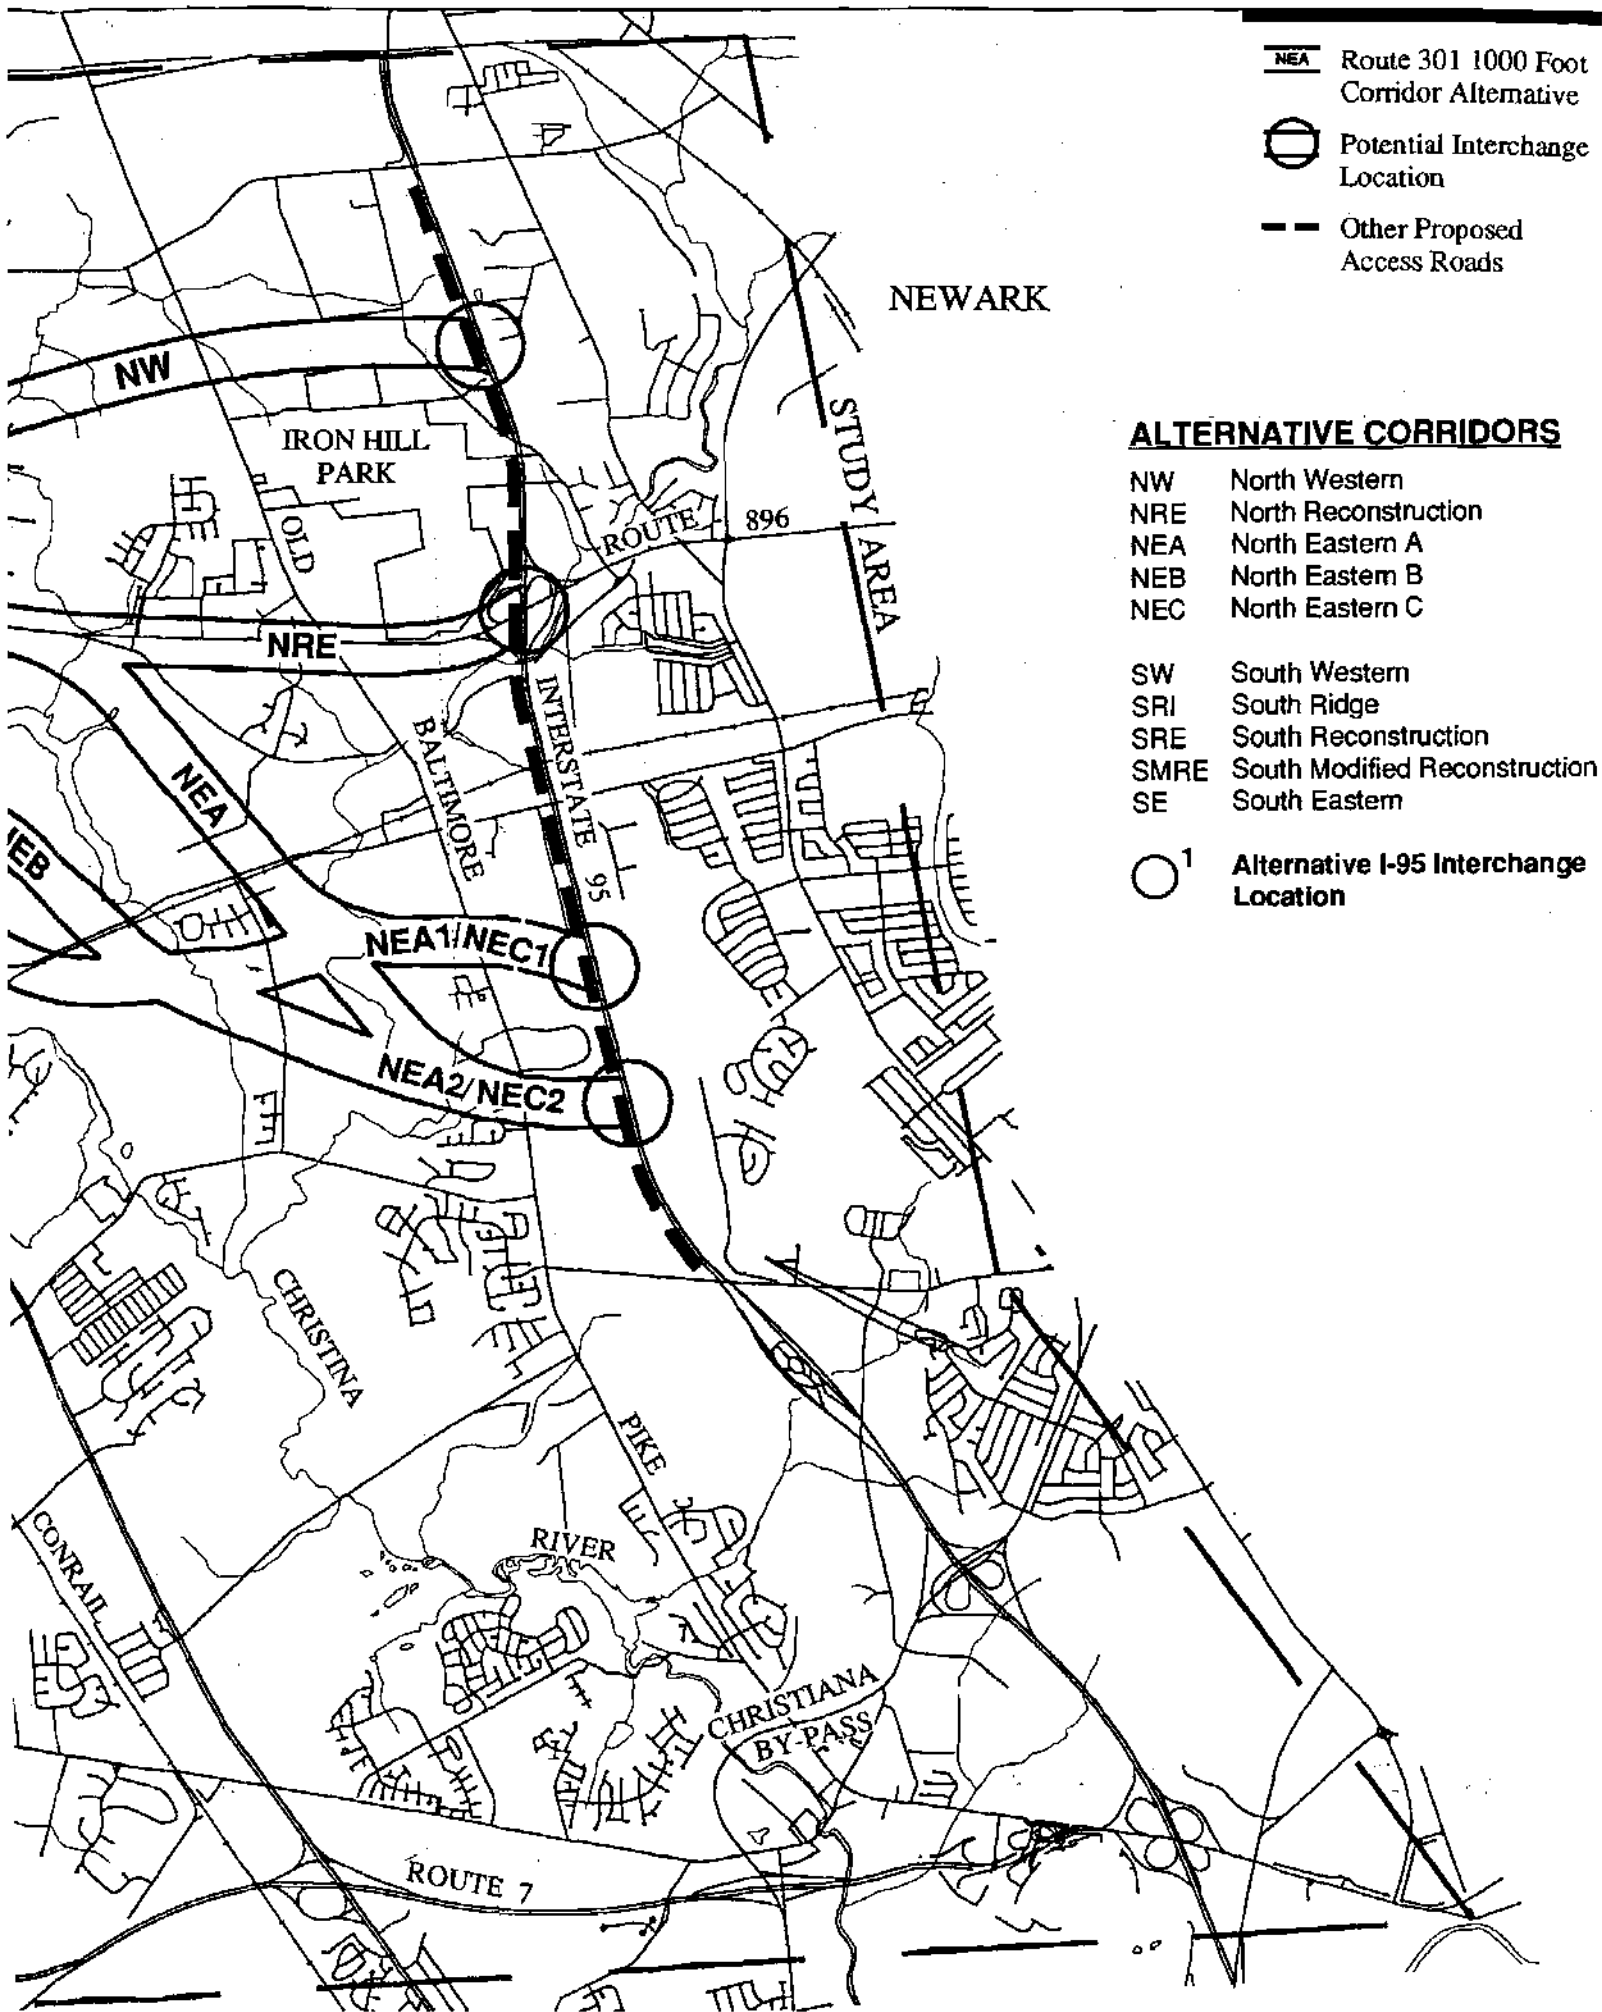 NEA Route 301 1000 Foot
Corridor Alternative
Potential Interchange
Location
Other Proposed
Access Roads
NEWARK
NW
STUDY AREA
ALTERNATIVE CORRIDORS
IRON HILL
PARK
NW North Western
NRE North Reconstruction
NEA North Eastern A
NEB North Eastern B
NEC North Eastern C
OLD
ROUTE 896
NRE
SW South Western
SRI South Ridge
SRE South Reconstruction
SMRE South Modified Reconstruction
SE South Eastern
INTERSTATE 95
BALTIMORE
NEA
NEB
1 Alternative I-95 Interchange
Location
NEA1/NEC1
NEA2/NEC2
CHRISTINA
PIKE
CONRAIL
RIVER
CHRISTIANA
BY-PASS
ROUTE 7